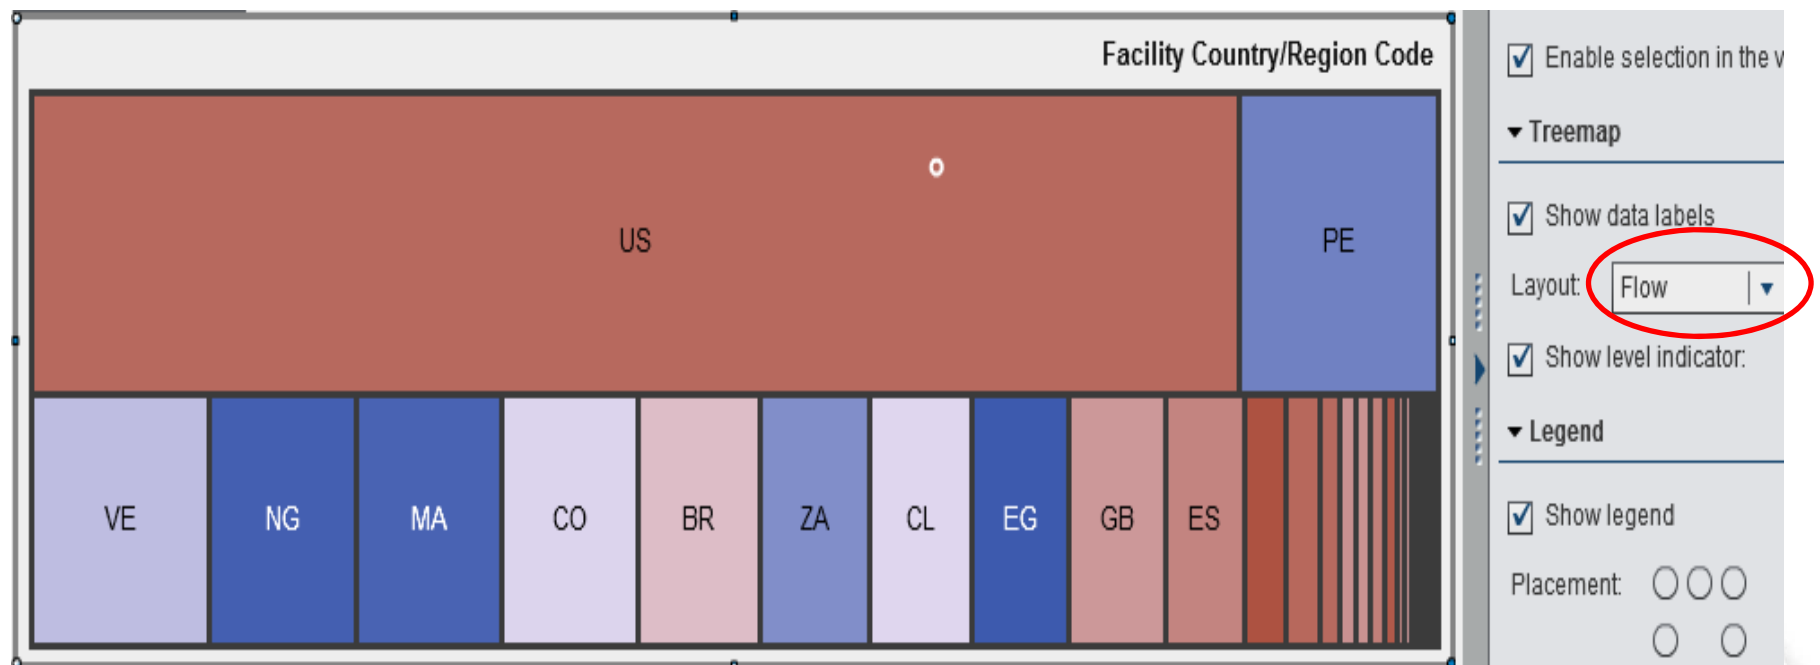 Facility Country/Region Code
US
PE
VE
NG
MA
CO
BR
ZA
CL
EG
GB
ES
Enable selection in the v
Treemap
Show data labels
Layout: Flow
Show level indicator:
Legend
Show legend
Placement: